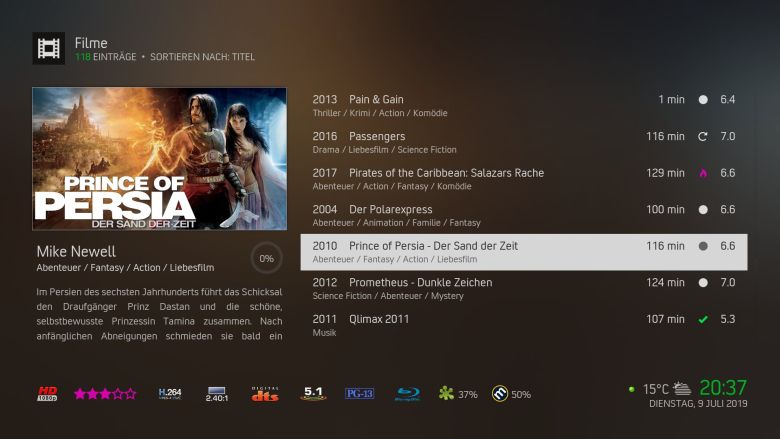 Filme
118 EINTRÄGE • SORTIEREN NACH: TITEL
PRINCE OF
PERSIA
DER SAND DER ZEIT
Mike Newell
0%
Abenteuer / Fantasy / Action / Liebesfilm
Im Persien des sechsten Jahrhunderts führt das Schicksal
den Draufgänger Prinz Dastan und die schöne,
selbstbewusste Prinzessin Tamina zusammen. Nach
anfänglichen Abneigungen schmieden sie bald ein
2013 Pain & Gain 1 min 6.4
Thriller / Krimi / Action / Komödie
2016 Passengers 116 min 7.0
Drama / Liebesfilm / Science Fiction
2017 Pirates of the Caribbean: Salazars Rache 129 min 6.6
Abenteuer / Action / Fantasy / Komödie
2004 Der Polarexpress 100 min 6.6
Abenteuer / Animation / Familie / Fantasy
2010 Prince of Persia - Der Sand der Zeit 116 min 6.6
Abenteuer / Fantasy / Action / Liebesfilm
2012 Prometheus - Dunkle Zeichen 124 min 7.0
Science Fiction / Abenteuer / Mystery
2011 Qlimax 2011 107 min 5.3
Musik
HD 1080p H.264 2.40:1 DIGITAL dts 5.1 PG-13 Blu-ray Disc 37% 50%
15°C 20:37
DIENSTAG, 9 JULI 2019